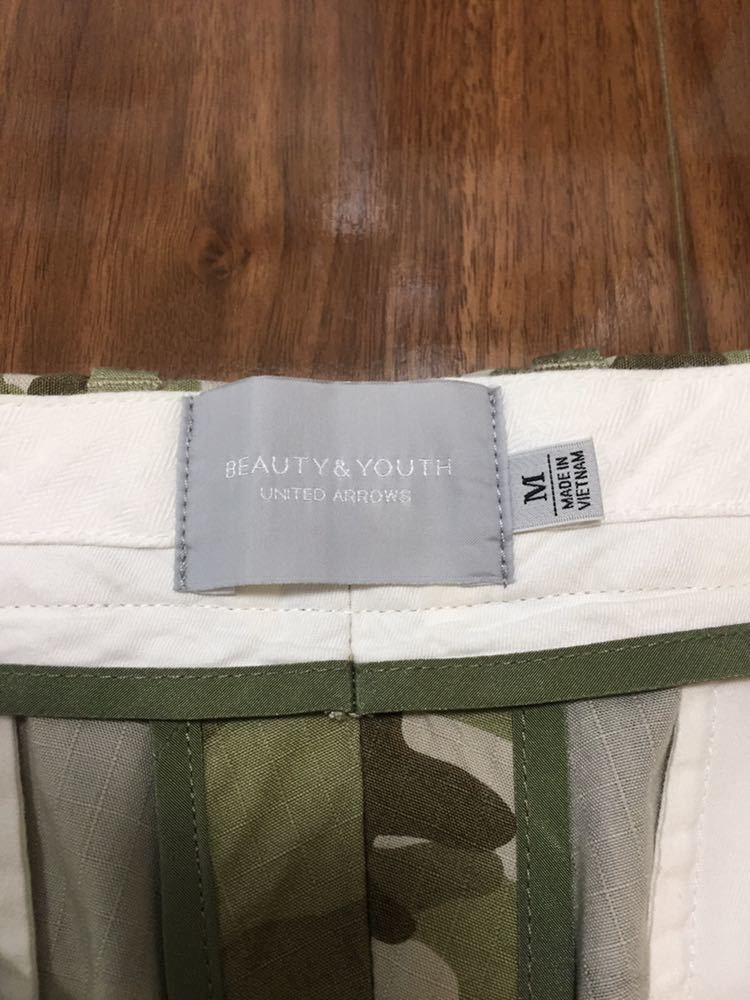 BEAUTY & YOUTH
UNITED ARROWS
M
MADE IN
VIETNAM